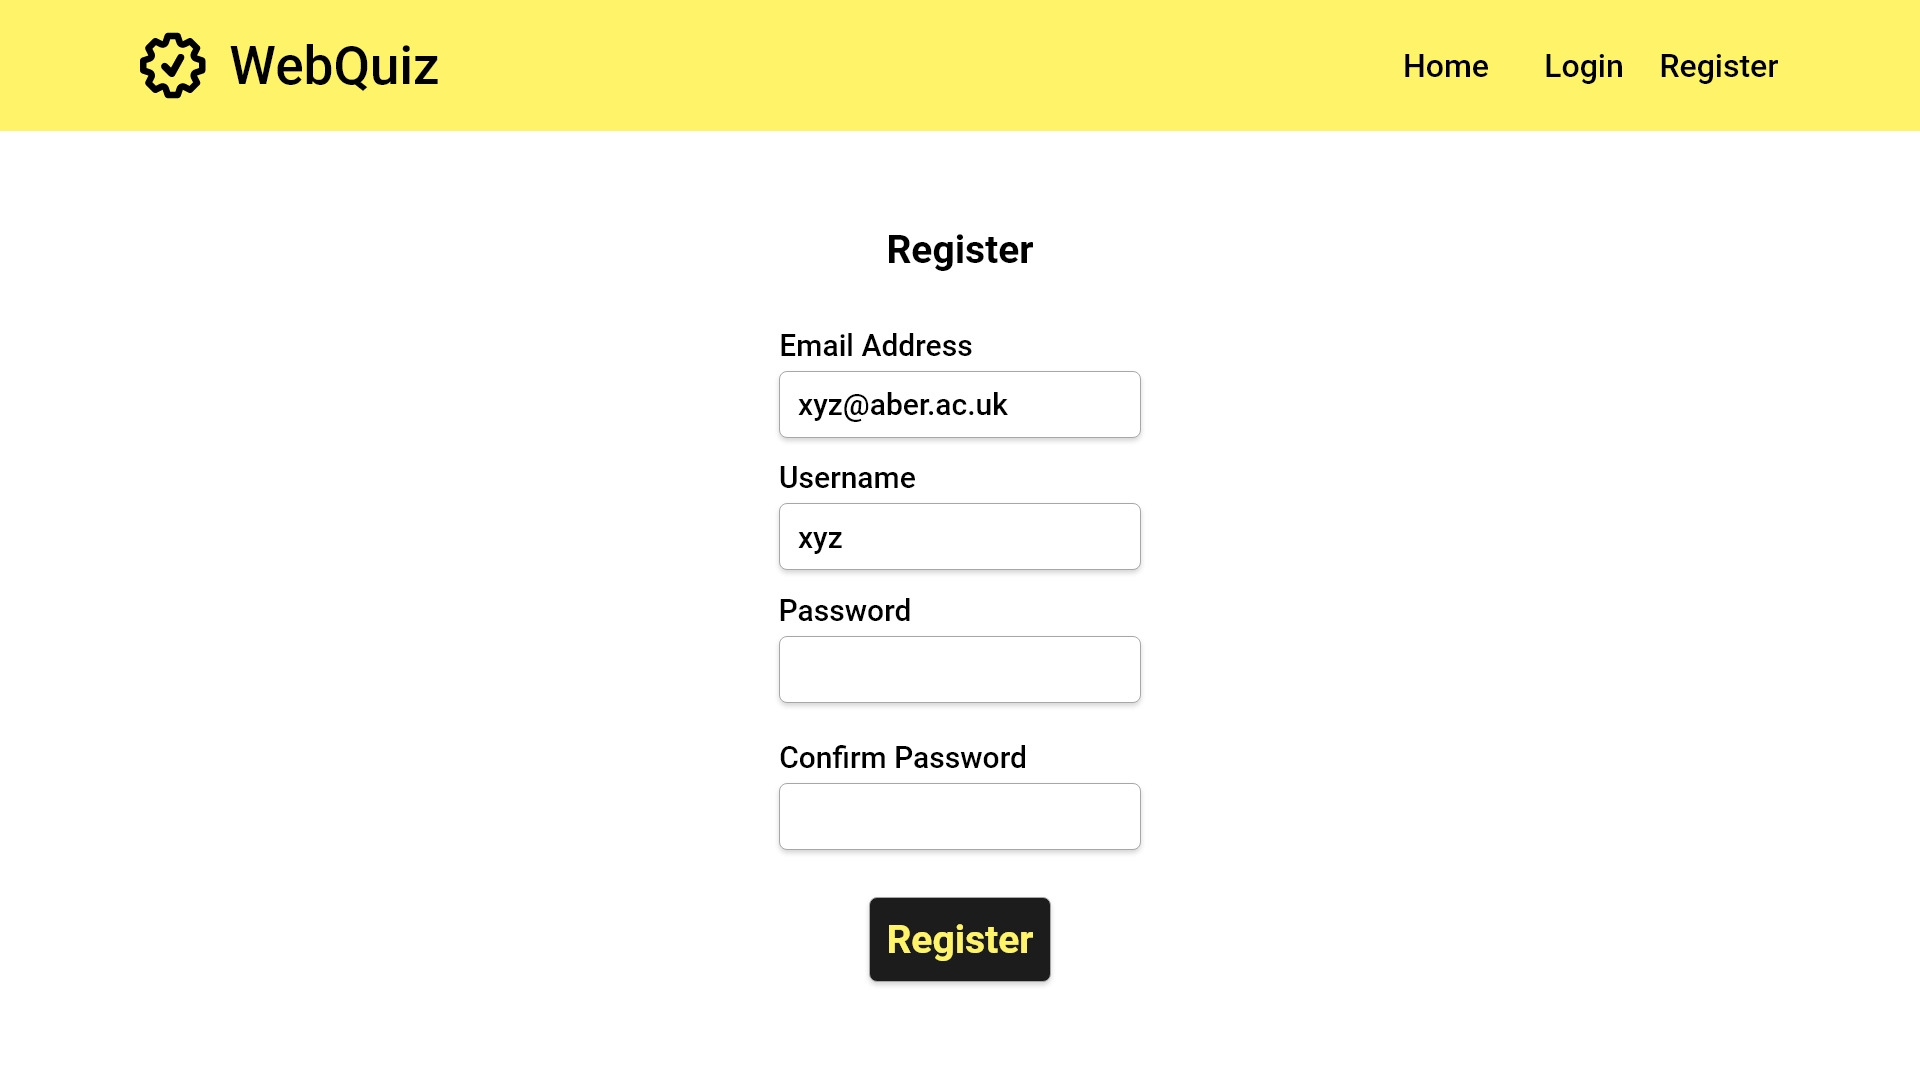 WebQuiz
Home Login Register
Register
Email Address
xyz@aber.ac.uk
Username
xyz
Password
Confirm Password
Register